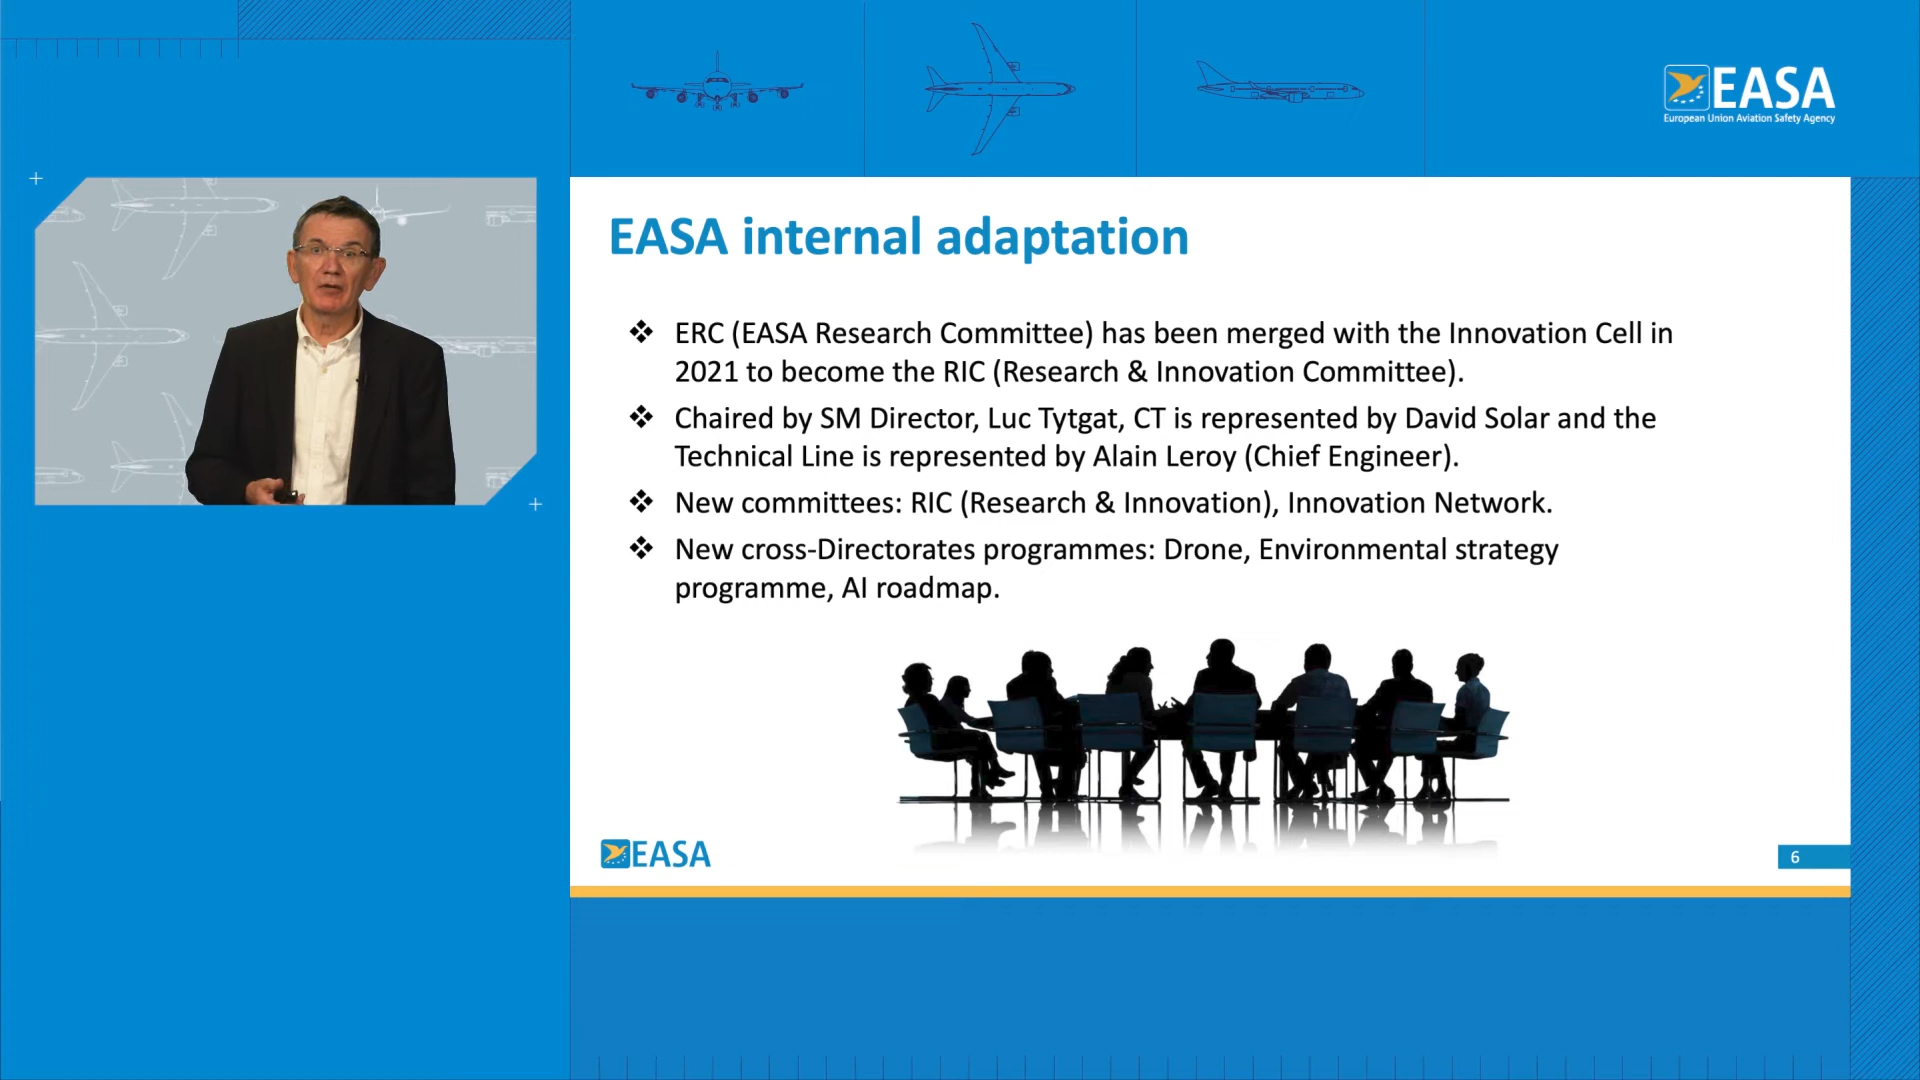 EASA
European Union Aviation Safety Agency
EASA internal adaptation
❖ ERC (EASA Research Committee) has been merged with the Innovation Cell in
2021 to become the RIC (Research & Innovation Committee).
❖ Chaired by SM Director, Luc Tytgat, CT is represented by David Solar and the
Technical Line is represented by Alain Leroy (Chief Engineer).
❖ New committees: RIC (Research & Innovation), Innovation Network.
❖ New cross-Directorates programmes: Drone, Environmental strategy
programme, AI roadmap.
EASA
6